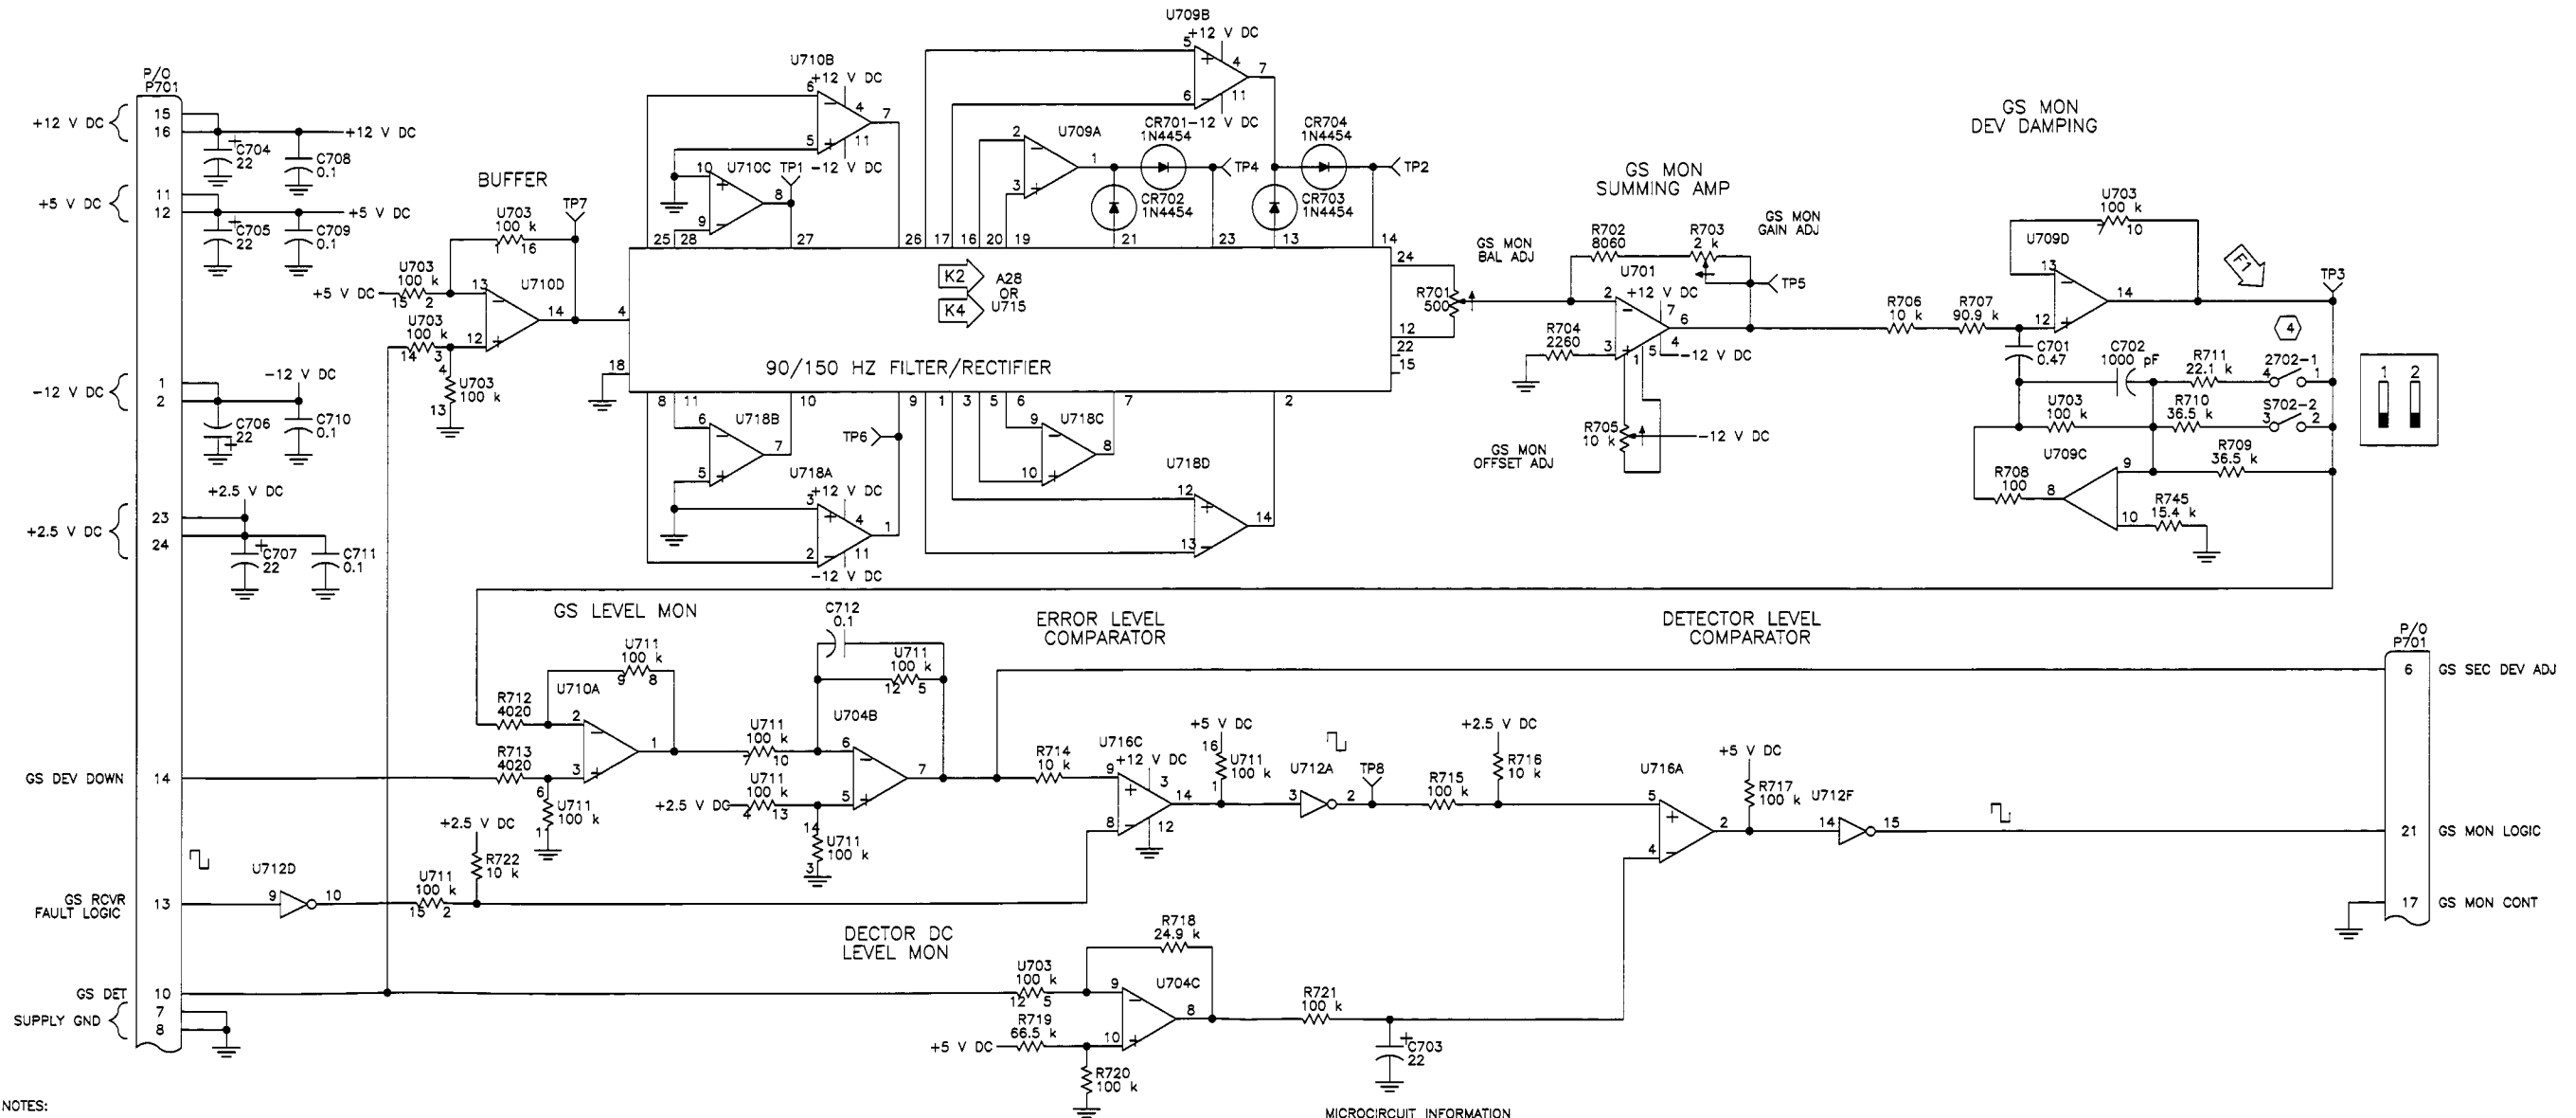 U709B
+12 V DC
5
4
7
6
11
-12 V DC
U710B
+12 V DC
6
4
7
5
11
-12 V DC
P/O
P701
+12 V DC
15
16
+12 V DC
C704
22
C708
0.1
+5 V DC
11
12
+5 V DC
C705
22
C709
0.1
-12 V DC
1
2
-12 V DC
C706
22
C710
0.1
+2.5 V DC
+2.5 V DC
23
24
C707
22
C711
0.1
BUFFER
TP7
U703
100 k
1 16
U703
100 k
+5 V DC
15 2
13
U710D
14
U703
100 k
14 3
12
4
U703
100 k
13
10
U710C
TP1
8
9
U709A
2
1
3
CR701
1N4454
TP4
CR702
1N4454
CR704
1N4454
TP2
CR703
1N4454
25 28 27 26 17 16 20 19 21 23 13 14
4
18
K2
K4
A28
OR
U715
90/150 HZ FILTER/RECTIFIER
24
12
22
15
8 11 10 9 1 3 5 6 7 2
U718B
6
7
5
TP6
U718A
+12 V DC
3
4
1
2
11
-12 V DC
U718C
9
8
10
U718D
12
14
13
GS MON
SUMMING AMP
GS MON
BAL ADJ
R701
500
R702
8060
R703
2 k
GS MON
GAIN ADJ
U701
+12 V DC
2
7
6
3
1
5
4
-12 V DC
TP5
R704
2260
R705
10 k
-12 V DC
GS MON
OFFSET ADJ
GS MON
DEV DAMPING
U703
100 k
7 10
U709D
13
14
12
F1
TP3
R706
10 k
R707
90.9 k
C701
0.47
C702
1000 pF
4
R711
22.1 k
2702-1
4 1
U703
100 k
R710
36.5 k
S702-2
3 2
U709C
R709
36.5 k
9
R708
100
8
10
R745
15.4 k
1 2
GS LEVEL MON
U711
100 k
9 8
R712
4020
U710A
2
1
3
GS DEV DOWN
14
R713
4020
6
U711
100 k
11
C712
0.1
U711
100 k
12 5
U711
100 k
7 10
U704B
6
7
5
U711
100 k
+2.5 V DC
4 13
14
U711
100 k
3
ERROR LEVEL
COMPARATOR
R714
10 k
U716C
+12 V DC
9
3
14
8
12
+5 V DC
16
U711
100 k
1
U712A
3 2
TP8
DETECTOR LEVEL
COMPARATOR
+2.5 V DC
R716
10 k
R715
100 k
U716A
5
2
4
+5 V DC
R717
100 k
U712F
14 15
P/O
P701
6 GS SEC DEV ADJ
21 GS MON LOGIC
17 GS MON CONT
GS RCVR
FAULT LOGIC
13
U712D
9 10
+2.5 V DC
R722
10 k
U711
100 k
15 2
DECTOR DC
LEVEL MON
R718
24.9 k
GS DET
10
U703
100 k
12 5
U704C
9
8
10
R719
66.5 k
+5 V DC
R720
100 k
R721
100 k
C703
22
SUPPLY GND
7
8
NOTES:
MICROCIRCUIT INFORMATION